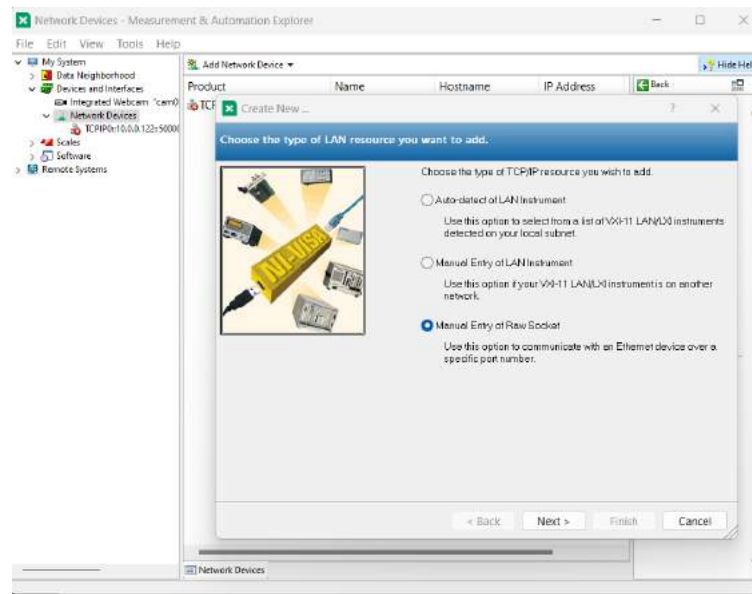 Network Devices - Measurement & Automation Explorer
File Edit View Tools Help
My System
Data Neighborhood
Devices and Interfaces
Integrated Webcam "cam0
Network Devices
TCPIP0::10.0.0.122::5000
Scales
Software
Remote Systems
Add Network Device
Hide Hel
Product Name Hostname IP Address
Back
TCF
Create New ...
Choose the type of LAN resource you want to add.
NI-VISA
Choose the type of TCP/IP resource you wish to add.
Auto-detect of LAN Instrument
Use this option to select from a list of VXI-11 LAN/LXI instruments
detected on your local subnet.
Manual Entry of LAN Instrument
Use this option if your VXI-11 LAN/LXI instrument is on another
network.
Manual Entry of Raw Socket
Use this option to communicate with an Ethernet device over a
specific port number.
< Back Next > Finish Cancel
Network Devices